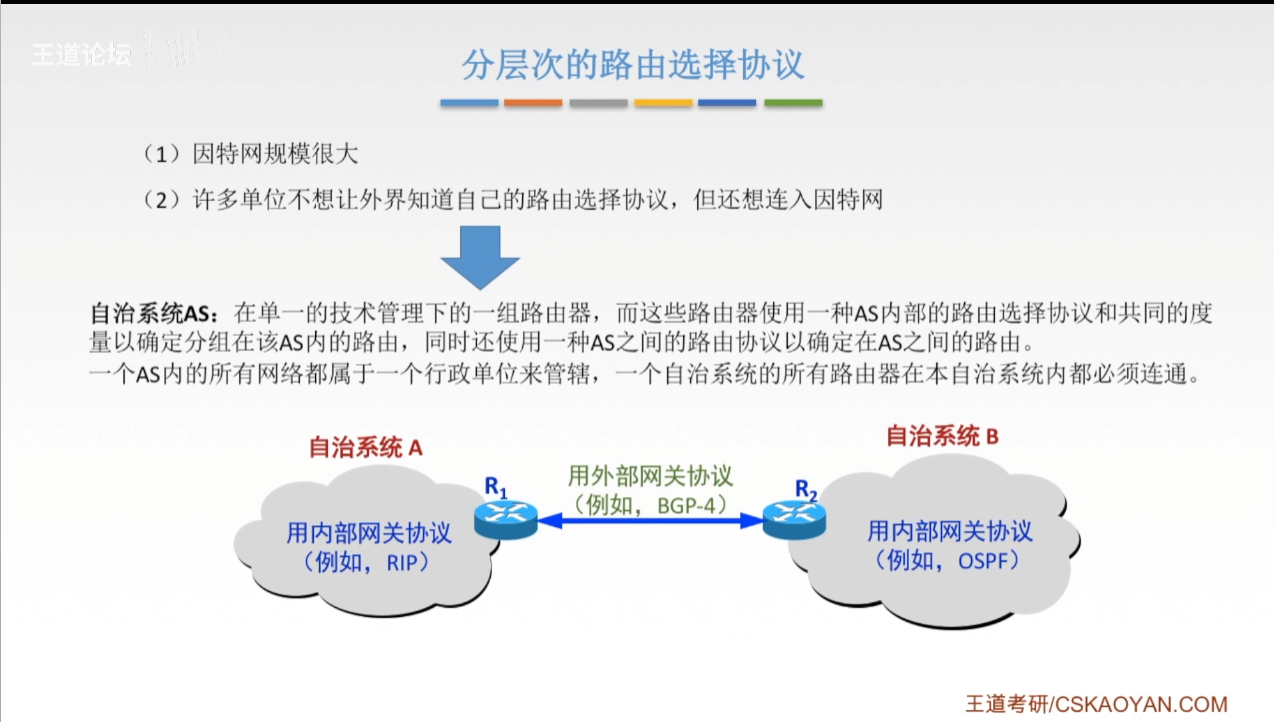 王道论坛
分层次的路由选择协议
（1）因特网规模很大
（2）许多单位不想让外界知道自己的路由选择协议，但还想连入因特网
自治系统AS：在单一的技术管理下的一组路由器，而这些路由器使用一种AS内部的路由选择协议和共同的度
量以确定分组在该AS内的路由，同时还使用一种AS之间的路由协议以确定在AS之间的路由。
一个AS内的所有网络都属于一个行政单位来管辖，一个自治系统的所有路由器在本自治系统内都必须连通。
自治系统 A
自治系统 B
R1
用外部网关协议
（例如，BGP-4）
R2
用内部网关协议
（例如，RIP）
用内部网关协议
（例如，OSPF）
王道考研/CSKAOYAN.COM